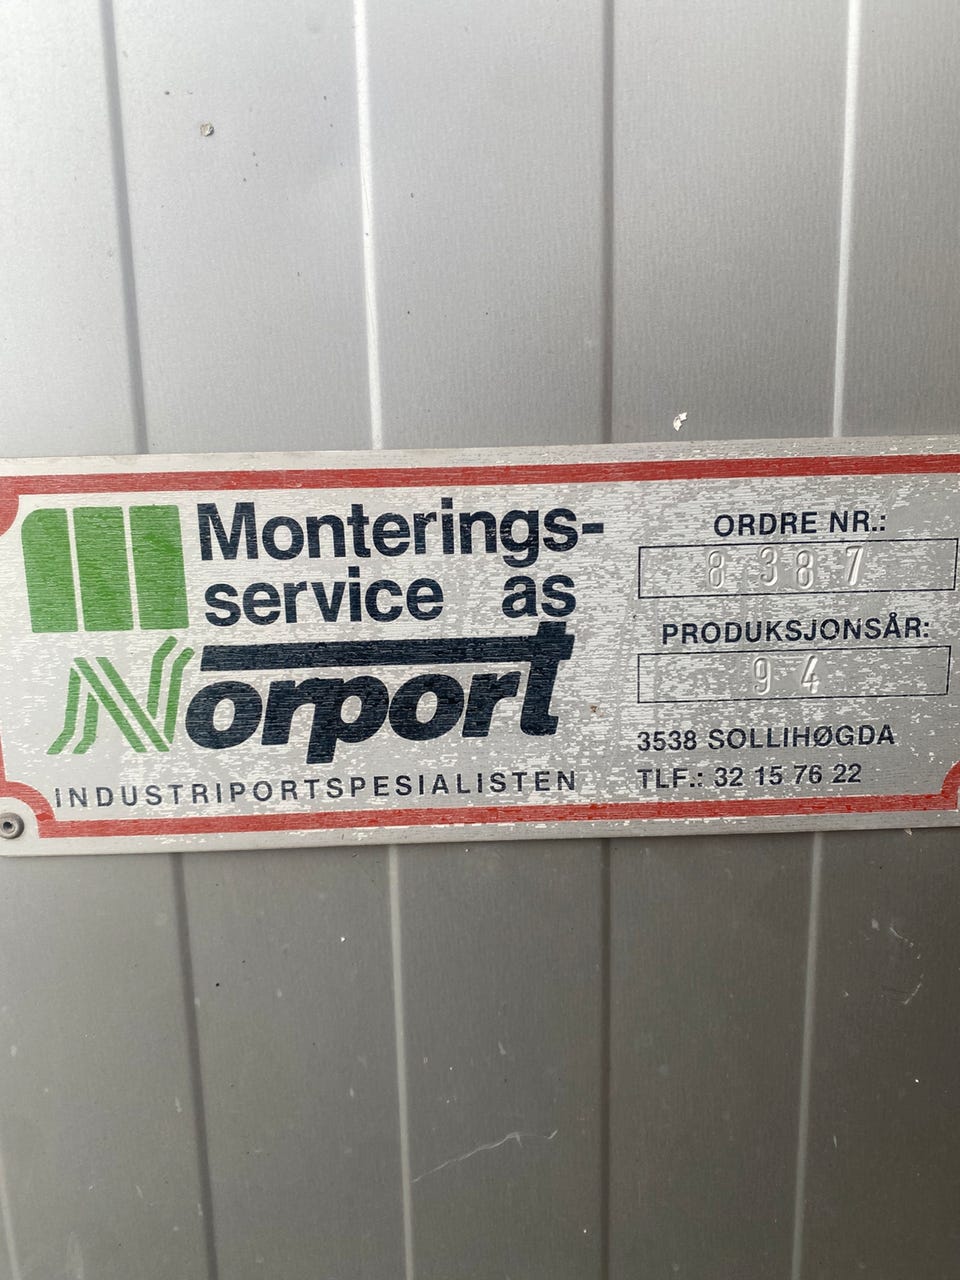 Monterings-
service as
Norport
INDUSTRIPORTSPESIALISTEN
ORDRE NR.:
8387
PRODUKSJONSÅR:
94
3538 SOLLIHØGDA
TLF.: 32 15 76 22